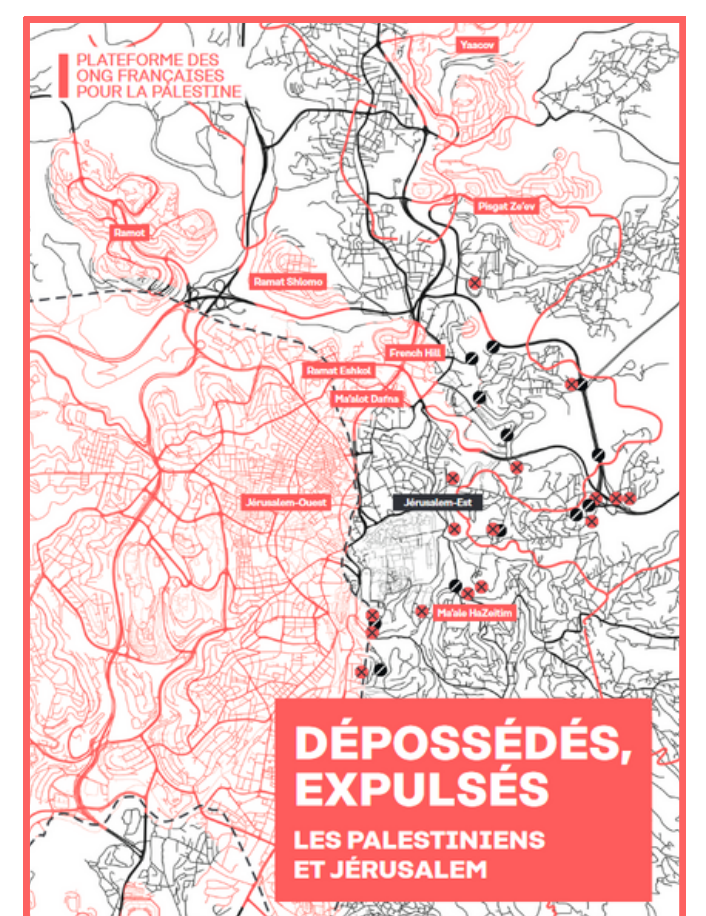 PLATEFORME DES
ONG FRANÇAISES
POUR LA PALESTINE
Yaacov
Pisgat Ze'ev
Ramot
Ramat Shlomo
French Hill
Ramat Eshkol
Ma'alot Dafna
Jérusalem-Ouest
Jérusalem-Est
Ma'ale HaZeitim
DÉPOSSÉDÉS,
EXPULSÉS
LES PALESTINIENS
ET JÉRUSALEM